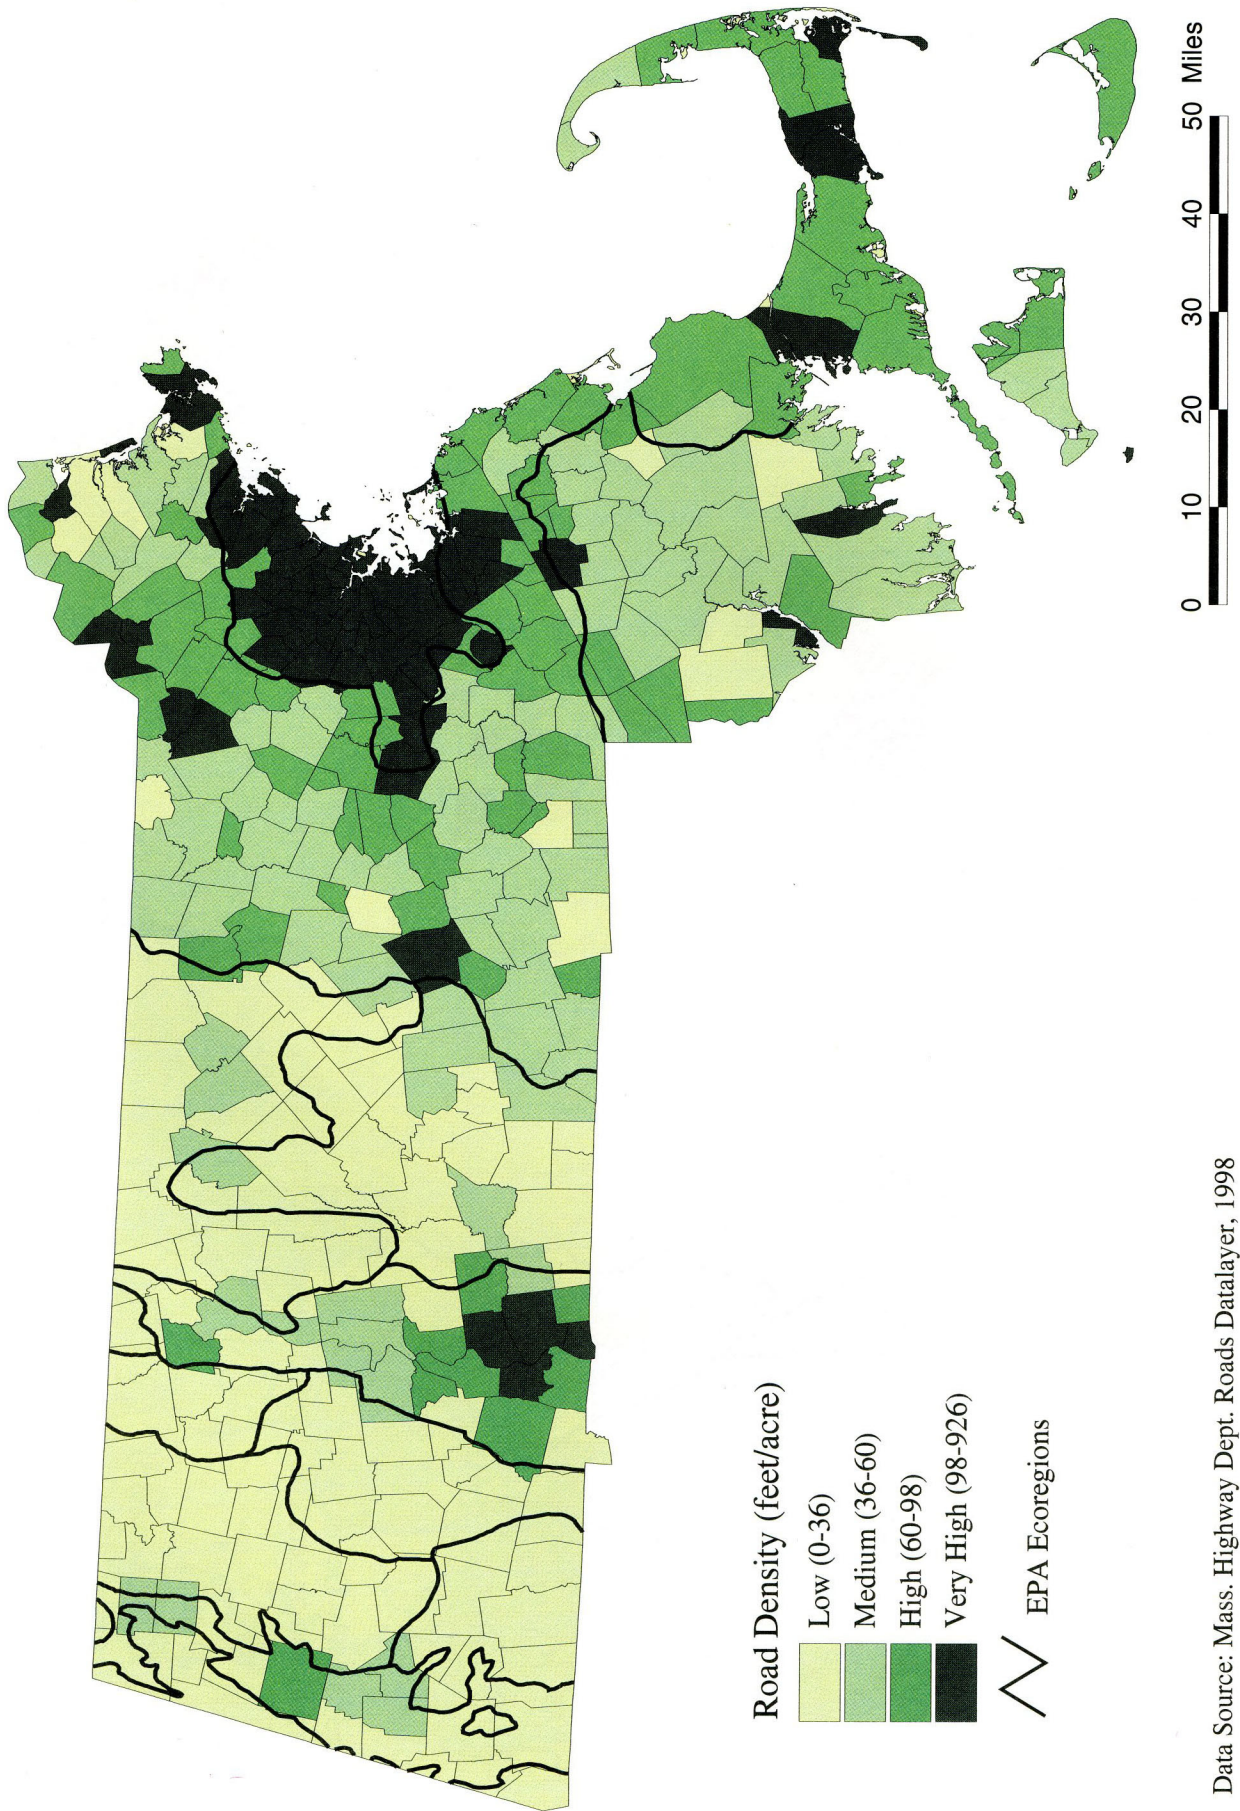 Road Density (feet/acre)
Low (0-36)
Medium (36-60)
High (60-98)
Very High (98-926)
EPA Ecoregions
0 10 20 30 40 50 Miles
Data Source: Mass. Highway Dept. Roads Datalayer, 1998